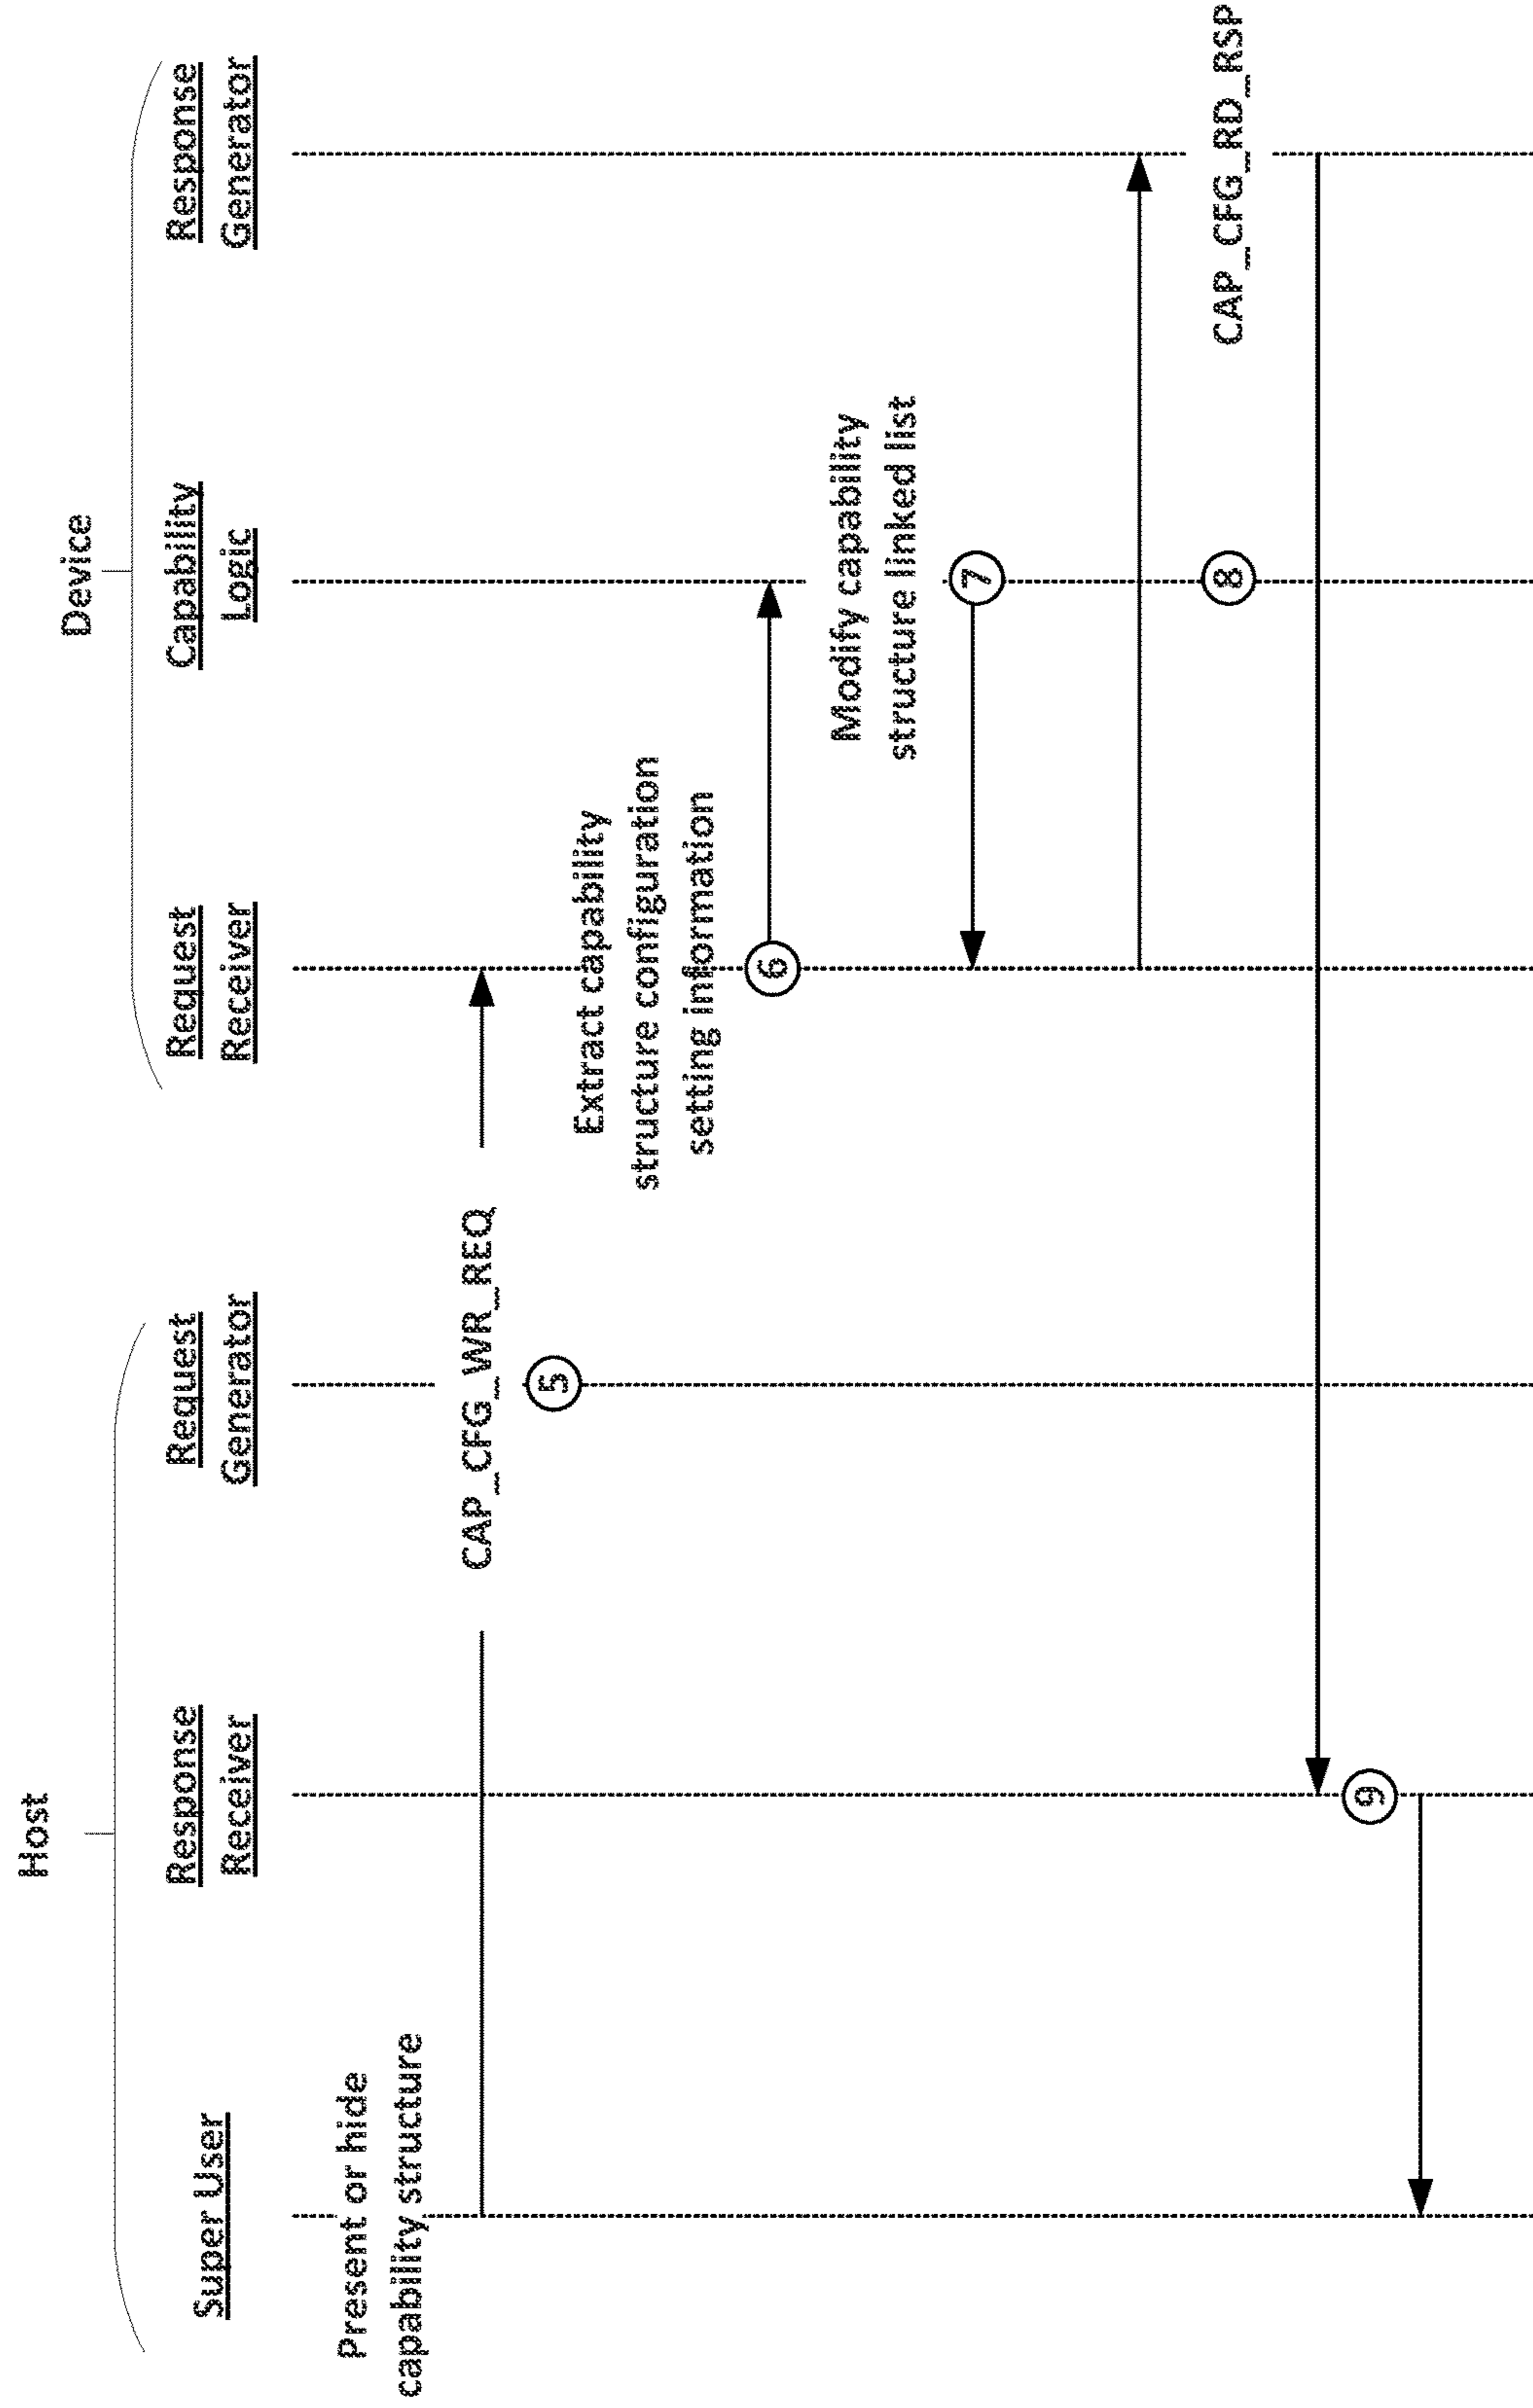 Host
Device
Super User
Response
Receiver
Request
Generator
Request
Receiver
Capability
Logic
Response
Generator
Present or hide
capability structure
CAP_CFG_WR_REQ
5
Extract capability
structure configuration
setting information
6
Modify capability
structure linked list
7
CAP_CFG_RD_RSP
8
9